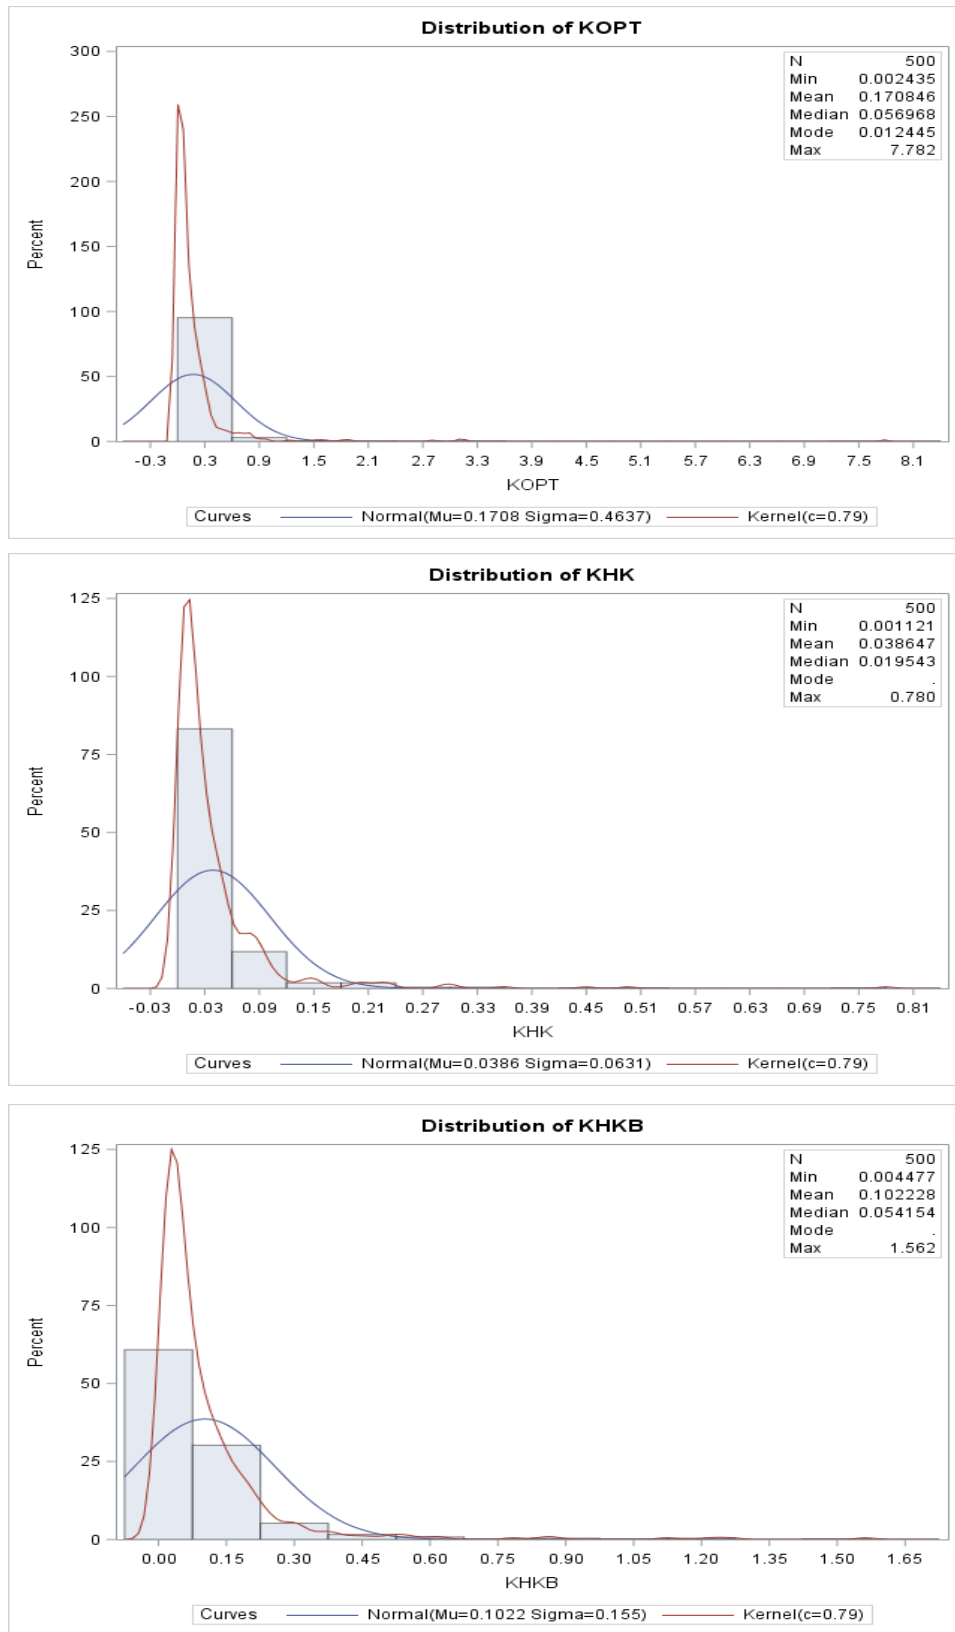 Distribution of KOPT
300
250
200
150
100
50
0
Percent
N 500
Min 0.002435
Mean 0.170846
Median 0.056968
Mode 0.012445
Max 7.782
-0.3 0.3 0.9 1.5 2.1 2.7 3.3 3.9 4.5 5.1 5.7 6.3 6.9 7.5 8.1
KOPT
Curves Normal(Mu=0.1708 Sigma=0.4637) Kernel(c=0.79)
Distribution of KHK
125
100
75
50
25
0
Percent
N 500
Min 0.001121
Mean 0.038647
Median 0.019543
Mode .
Max 0.780
-0.03 0.03 0.09 0.15 0.21 0.27 0.33 0.39 0.45 0.51 0.57 0.63 0.69 0.75 0.81
KHK
Curves Normal(Mu=0.0386 Sigma=0.0631) Kernel(c=0.79)
Distribution of KHKB
125
100
75
50
25
0
Percent
N 500
Min 0.004477
Mean 0.102228
Median 0.054154
Mode .
Max 1.562
0.00 0.15 0.30 0.45 0.60 0.75 0.90 1.05 1.20 1.35 1.50 1.65
KHKB
Curves Normal(Mu=0.1022 Sigma=0.155) Kernel(c=0.79)